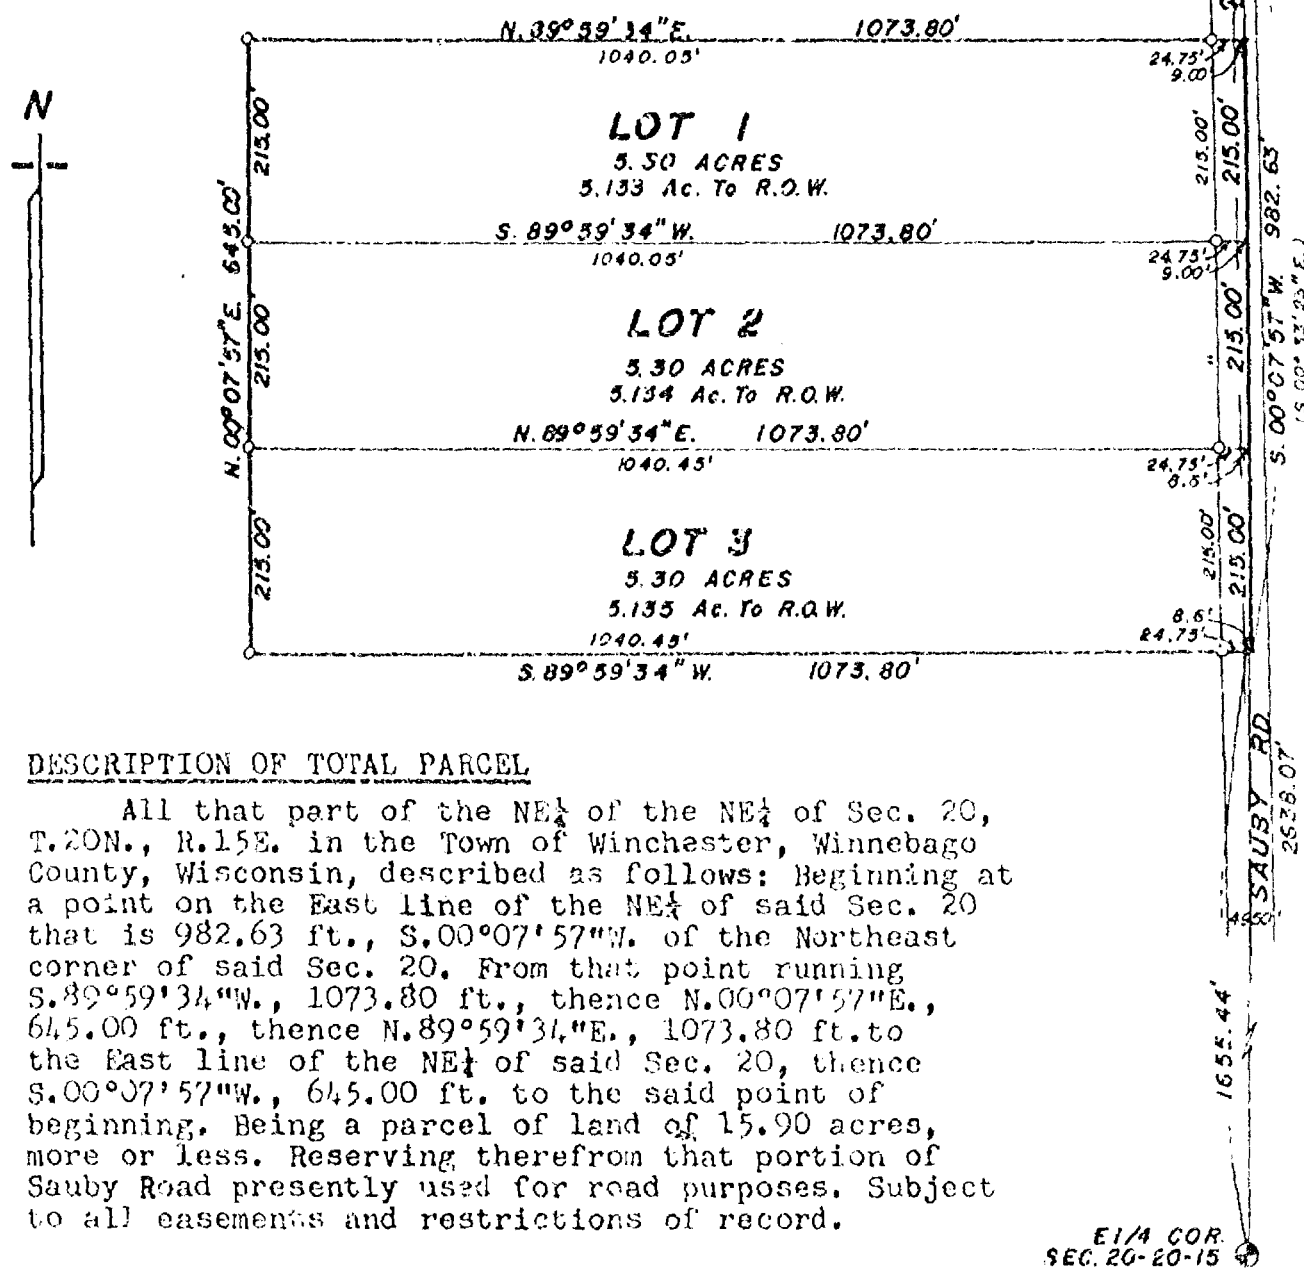 N. 89°59'34"E. 1073.80'
1040.05'
24.75'
9.00'
N
LOT 1
5.30 ACRES
5.133 Ac. To R.O.W.
215.00'
215.00'
215.00'
982.63'
S. 89°59'34"W. 1073.80'
1040.05'
24.75'
9.00'
N. 00°07'57"E. 645.00'
LOT 2
5.30 ACRES
5.134 Ac. To R.O.W.
215.00'
"
215.00'
S. 00°07'57"W.
N. 89°59'34"E. 1073.80'
1040.45'
24.75'
8.6'
LOT 3
5.30 ACRES
5.135 Ac. To R.O.W.
215.00'
215.00'
215.00'
1040.45'
8.6'
24.75'
S. 89°59'34"W. 1073.80'
SAUBY RD.
2638.07'
49.50'
1655.44'
DESCRIPTION OF TOTAL PARCEL
All that part of the NE¼ of the NE¼ of Sec. 20,
T.20N., R.15E. in the Town of Winchester, Winnebago
County, Wisconsin, described as follows: Beginning at
a point on the East line of the NE¼ of said Sec. 20
that is 982.63 ft., S.00°07'57"W. of the Northeast
corner of said Sec. 20. From that point running
S.89°59'34"W., 1073.80 ft., thence N.00°07'57"E.,
645.00 ft., thence N.89°59'34"E., 1073.80 ft.to
the East line of the NE¼ of said Sec. 20, thence
S.00°07'57"W., 645.00 ft. to the said point of
beginning. Being a parcel of land of 15.90 acres,
more or less. Reserving therefrom that portion of
Sauby Road presently used for road purposes. Subject
to all easements and restrictions of record.
E1/4 COR.
SEC. 20-20-15